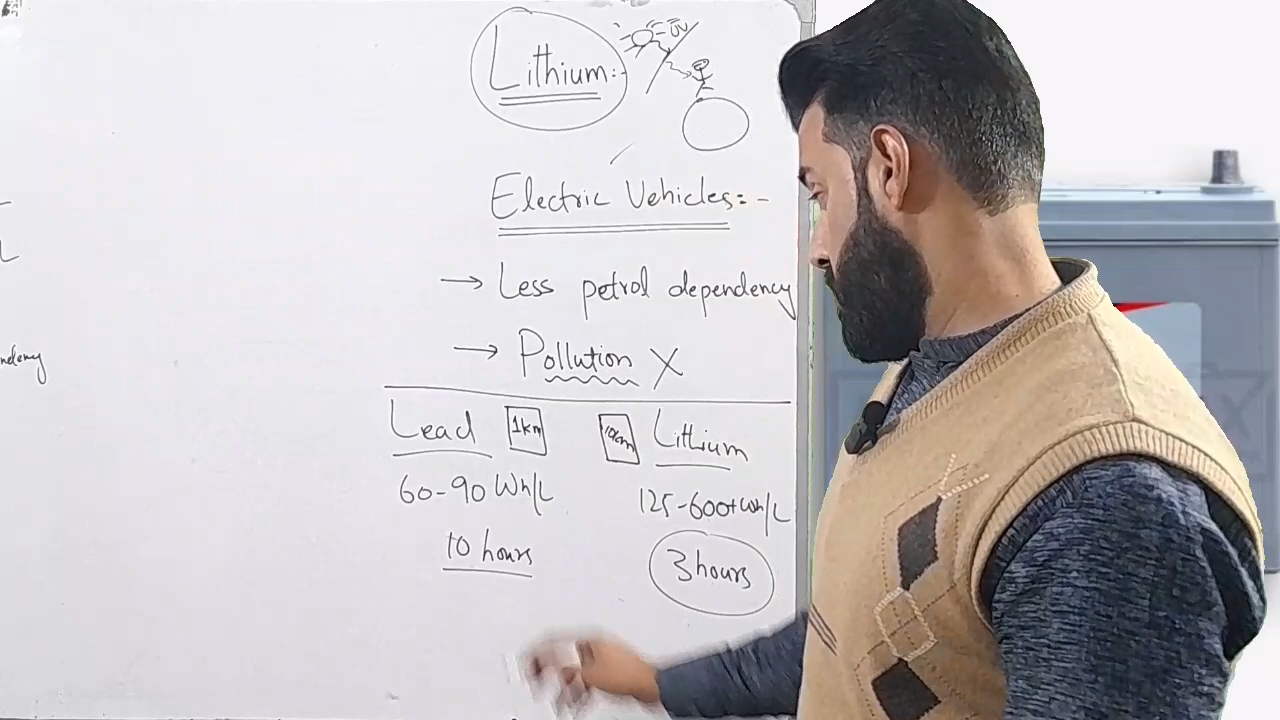 Lithium:-
UV
Electric Vehicles:-
→ Less petrol dependency
→ Pollution X
Lead 1km 10km Lithium
60-90 Wh/L 125-600+Wh/L
10 hours 3 hours
ndency